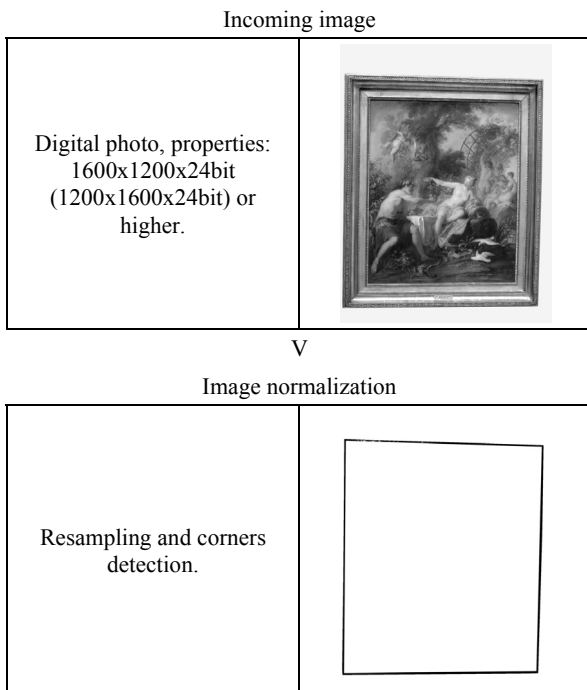 Incoming image
Digital photo, properties:
1600x1200x24bit
(1200x1600x24bit) or
higher.
V
Image normalization
Resampling and corners
detection.